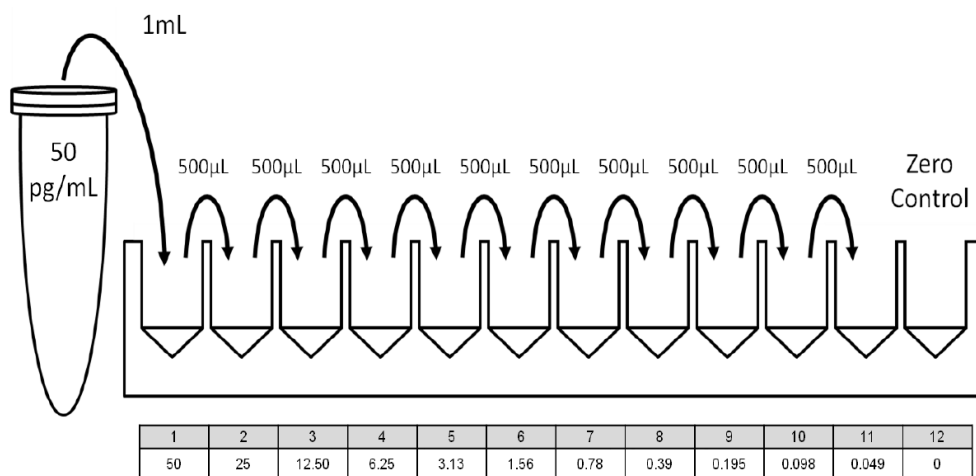 1mL
50
pg/mL
500µL 500µL 500µL 500µL 500µL 500µL 500µL 500µL 500µL 500µL
Zero
Control
1 2 3 4 5 6 7 8 9 10 11 12
50 25 12.50 6.25 3.13 1.56 0.78 0.39 0.195 0.098 0.049 0